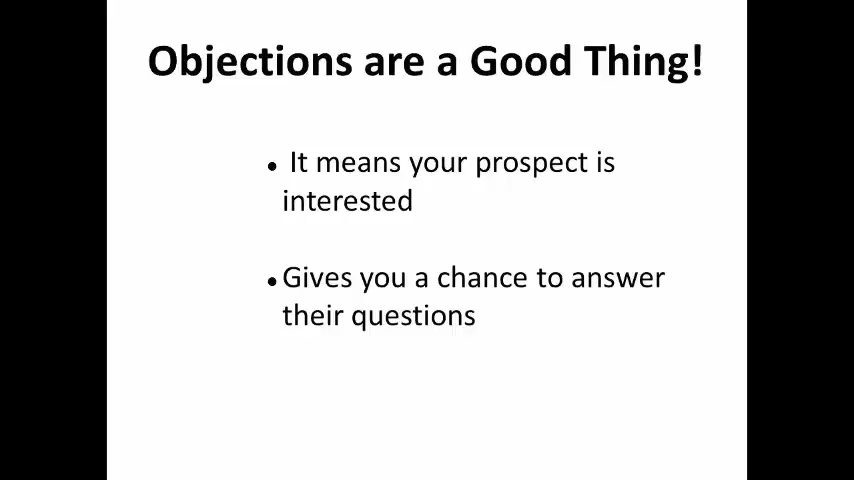 Objections are a Good Thing!
• It means your prospect is
interested
• Gives you a chance to answer
their questions